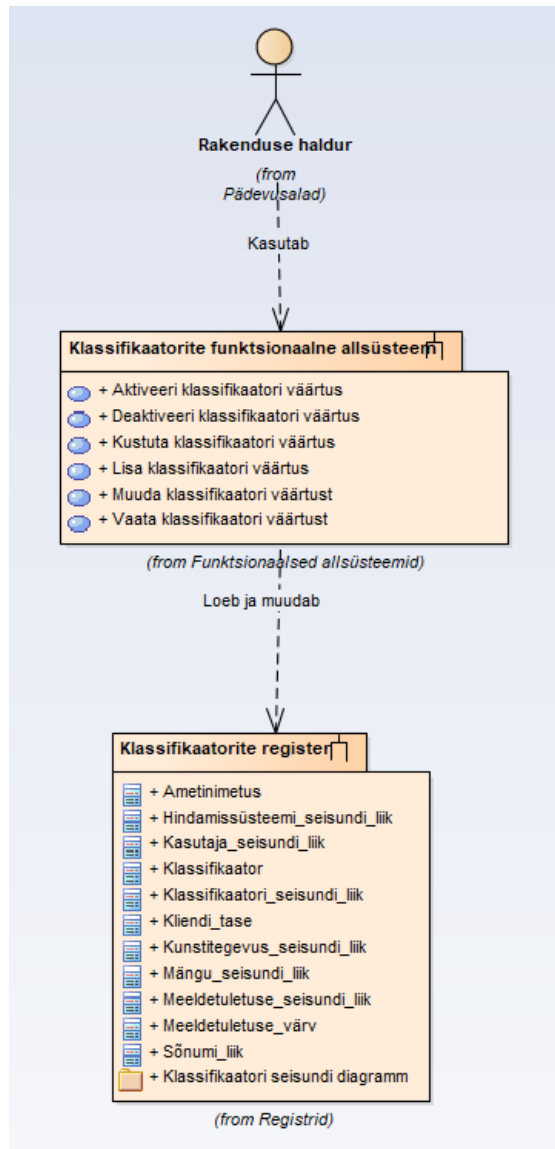 Rakenduse haldur
(from
Pädevusalad)
Kasutab
Klassifikaatorite funktsionaalne allsüsteem
+ Aktiveeri klassifikaatori väärtus
+ Deaktiveeri klassifikaatori väärtus
+ Kustuta klassifikaatori väärtus
+ Lisa klassifikaatori väärtus
+ Muuda klassifikaatori väärtust
+ Vaata klassifikaatori väärtust
(from Funktsionaalsed allsüsteemid)
Loeb ja muudab
Klassifikaatorite register
+ Ametinimetus
+ Hindamissüsteemi_seisundi_liik
+ Kasutaja_seisundi_liik
+ Klassifikaator
+ Klassifikaatori_seisundi_liik
+ Kliendi_tase
+ Kunstitegevus_seisundi_liik
+ Mängu_seisundi_liik
+ Meeldetuletuse_seisundi_liik
+ Meeldetuletuse_värv
+ Sõnumi_liik
+ Klassifikaatori seisundi diagramm
(from Registrid)